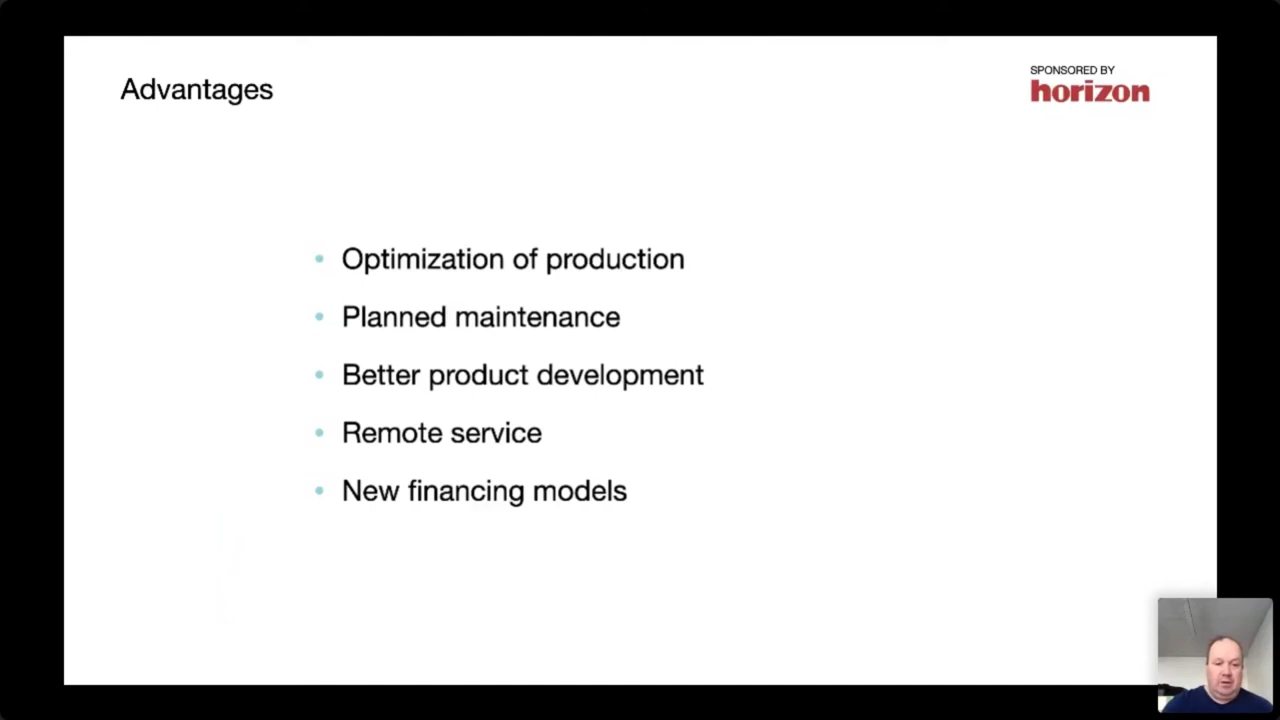 Advantages
SPONSORED BY
horizon
Optimization of production
Planned maintenance
Better product development
Remote service
New financing models